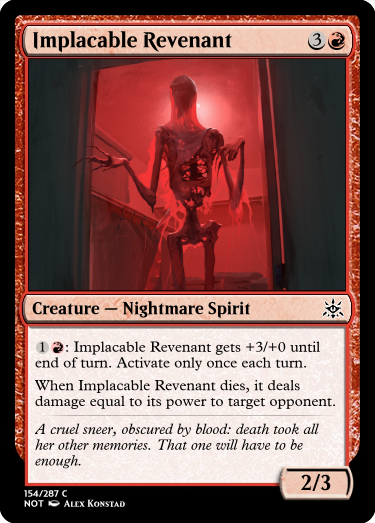 Implacable Revenant 3
1: Implacable Revenant gets +3/+0 until
end of turn. Activate only once each turn.
When Implacable Revenant dies, it deals
damage equal to its power to target opponent.
A cruel sneer, obscured by blood: death took all
her other memories. That one will have to be
enough.
Creature — Nightmare Spirit
2/3
154/287 C
NOT Alex Konstad